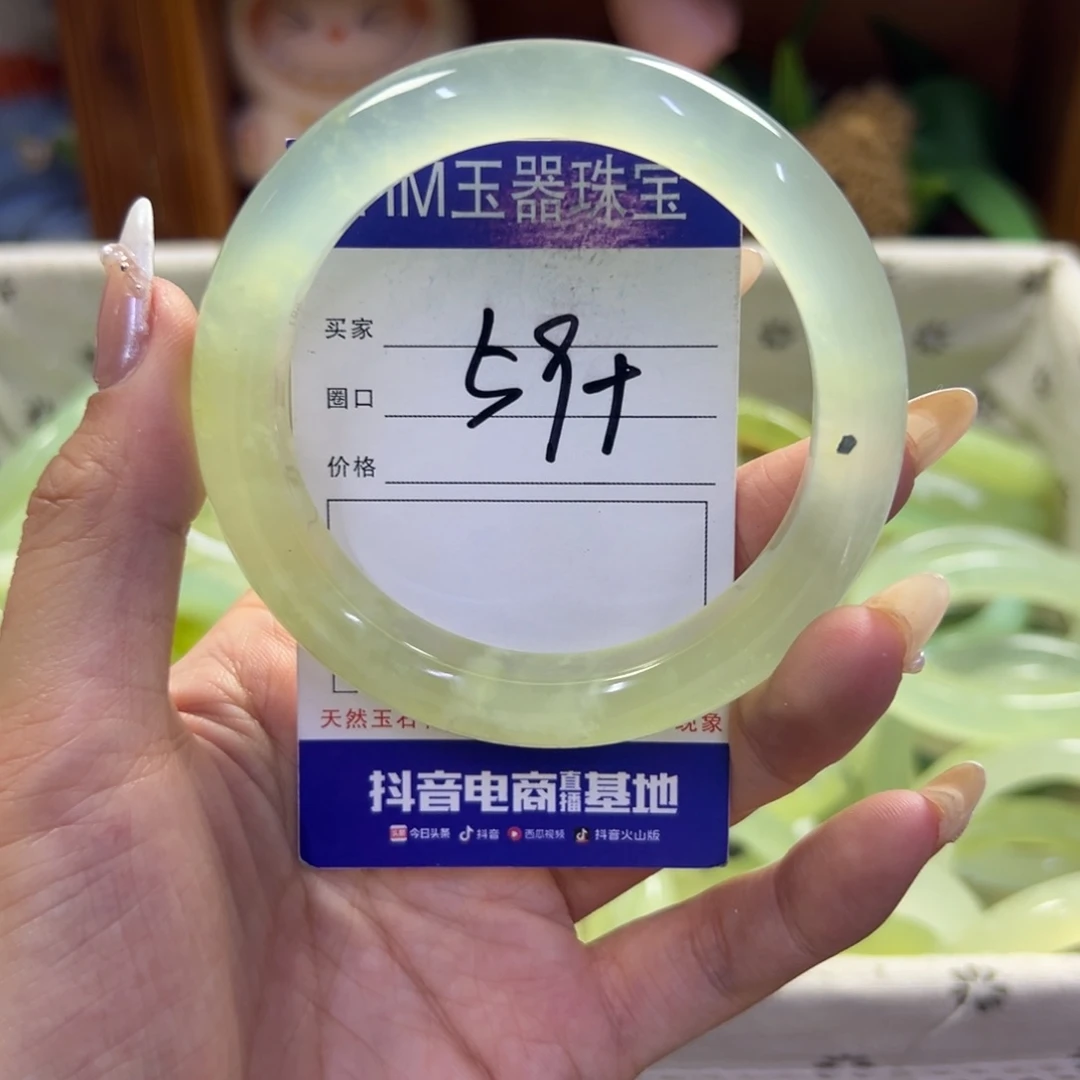 M玉器珠宝
买家
59+
圈口
价格
天然玉石
现象
抖音电商直播基地
今日头条 抖音 西瓜视频 抖音火山版